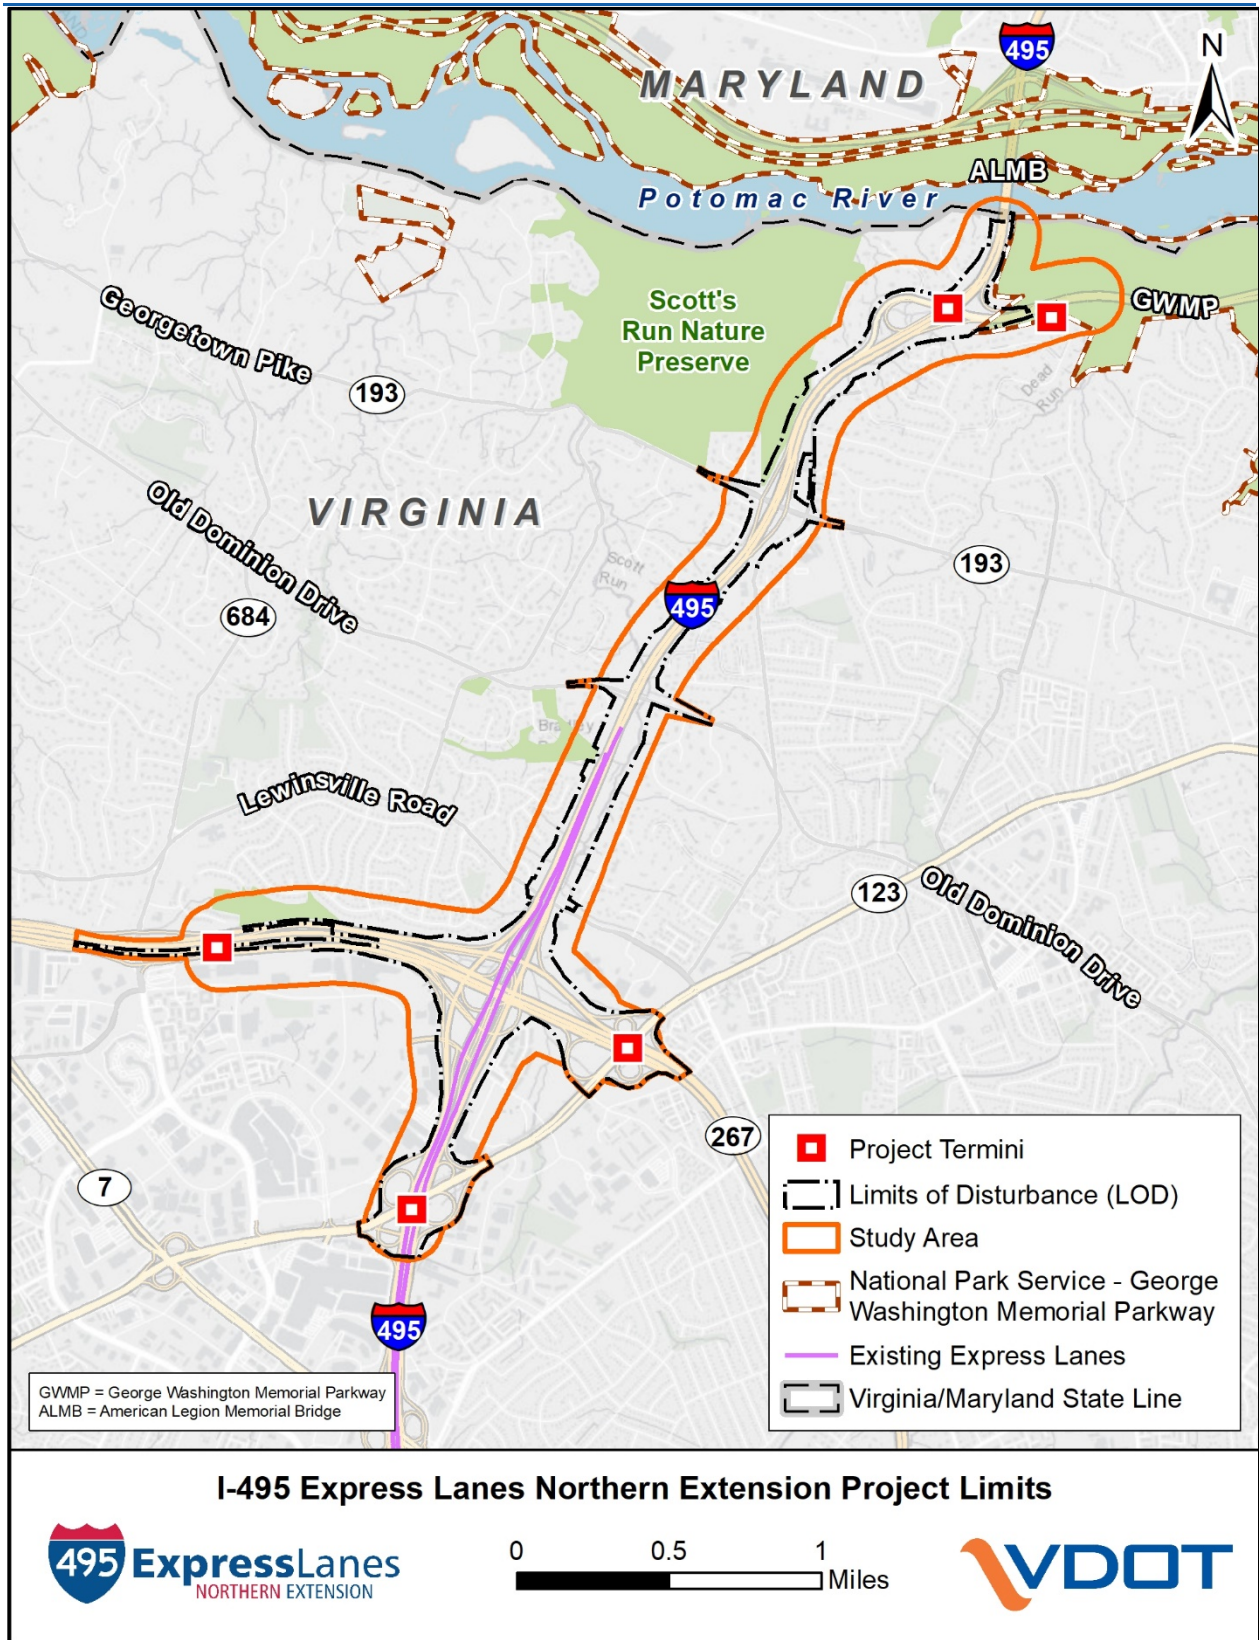 495
N
MARYLAND
ALMB
Potomac River
Scott's
Run Nature
Preserve
GWMP
Georgetown Pike
193
Dead
Run
VIRGINIA
Old Dominion Drive
Scott
Run
193
495
684
Lewinsville Road
123
Old Dominion Drive
267
7
495
Project Termini
Limits of Disturbance (LOD)
Study Area
National Park Service - George
Washington Memorial Parkway
Existing Express Lanes
Virginia/Maryland State Line
GWMP = George Washington Memorial Parkway
ALMB = American Legion Memorial Bridge
I-495 Express Lanes Northern Extension Project Limits
495 ExpressLanes
NORTHERN EXTENSION
0 0.5 1
Miles
VDOT